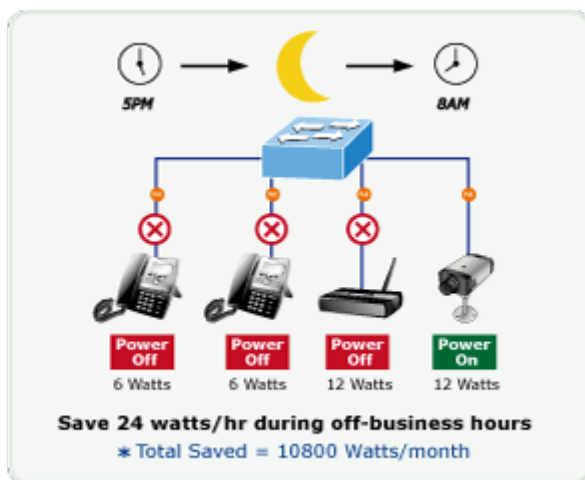 5PM
8AM
Power Off
Power Off
Power Off
Power On
6 Watts
6 Watts
12 Watts
12 Watts
Save 24 watts/hr during off-business hours
* Total Saved = 10800 Watts/month